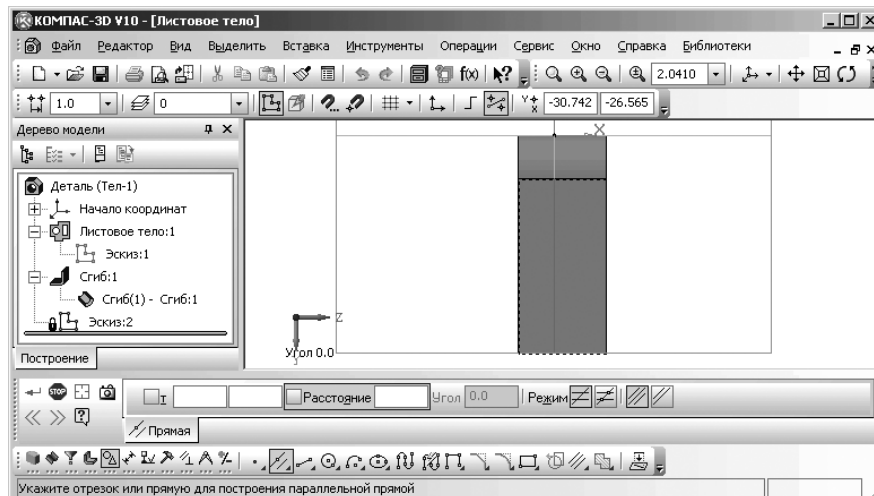 КОМПАС-3D V10 - [Листовое тело]
Файл Редактор Вид Выделить Вставка Инструменты Операции Сервис Окно Справка Библиотеки
f(x) 2.0410
1.0 0 -30.742 -26.565
Дерево модели
Деталь (Тел-1)
Начало координат
Листовое тело:1
Эскиз:1
Сгиб:1
Сгиб(1) - Сгиб:1
Эскиз:2
Построение
X
Z
Угол 0.0
STOP
т Расстояние Угол 0.0 Режим
Прямая
Укажите отрезок или прямую для построения параллельной прямой